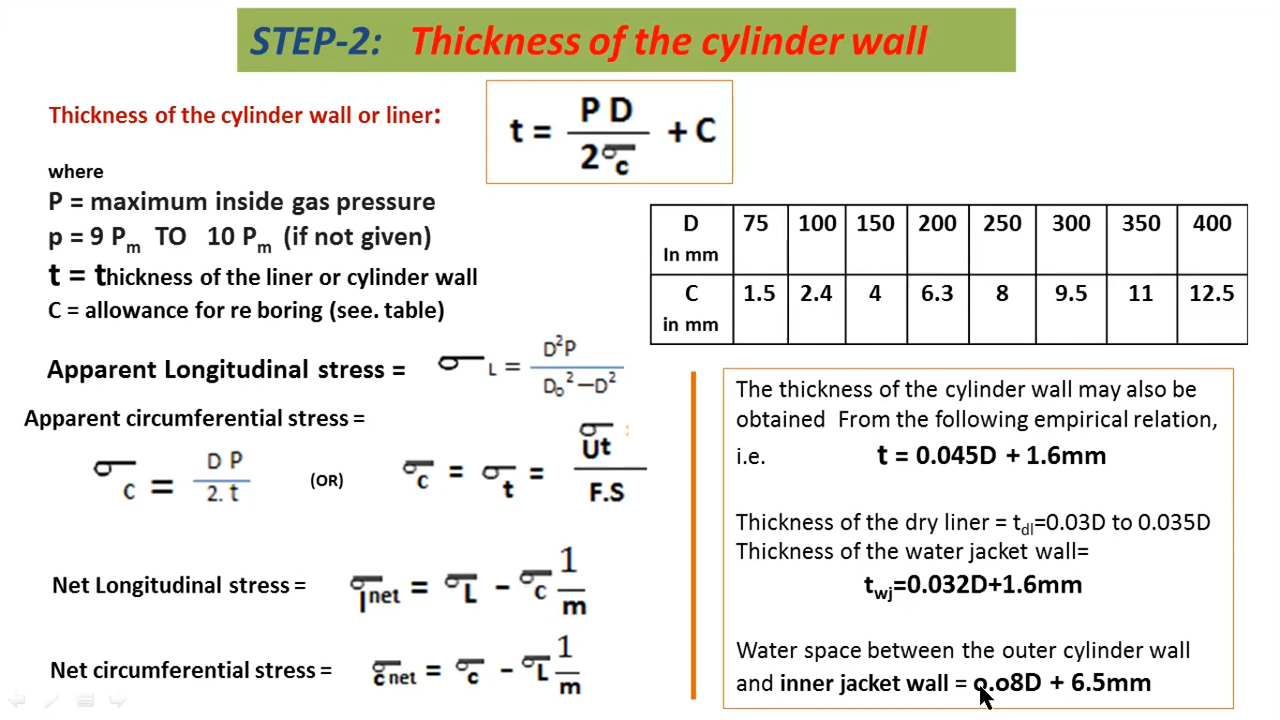 STEP-2: Thickness of the cylinder wall
Thickness of the cylinder wall or liner:
t = P D / 2σc + C
where
P = maximum inside gas pressure
p = 9 Pm TO 10 Pm (if not given)
t = thickness of the liner or cylinder wall
C = allowance for re boring (see. table)
D In mm 75 100 150 200 250 300 350 400
C in mm 1.5 2.4 4 6.3 8 9.5 11 12.5
Apparent Longitudinal stress = σL = D²P / Do² – D²
Apparent circumferential stress =
σC = D P / 2. t (OR) σc = σt = σUt / F.S
Net Longitudinal stress = σlnet = σL – σc 1/m
Net circumferential stress = σcnet = σc – σL 1/m
The thickness of the cylinder wall may also be
obtained From the following empirical relation,
i.e. t = 0.045D + 1.6mm
Thickness of the dry liner = tdl=0.03D to 0.035D
Thickness of the water jacket wall=
twj=0.032D+1.6mm
Water space between the outer cylinder wall
and inner jacket wall = o.o8D + 6.5mm